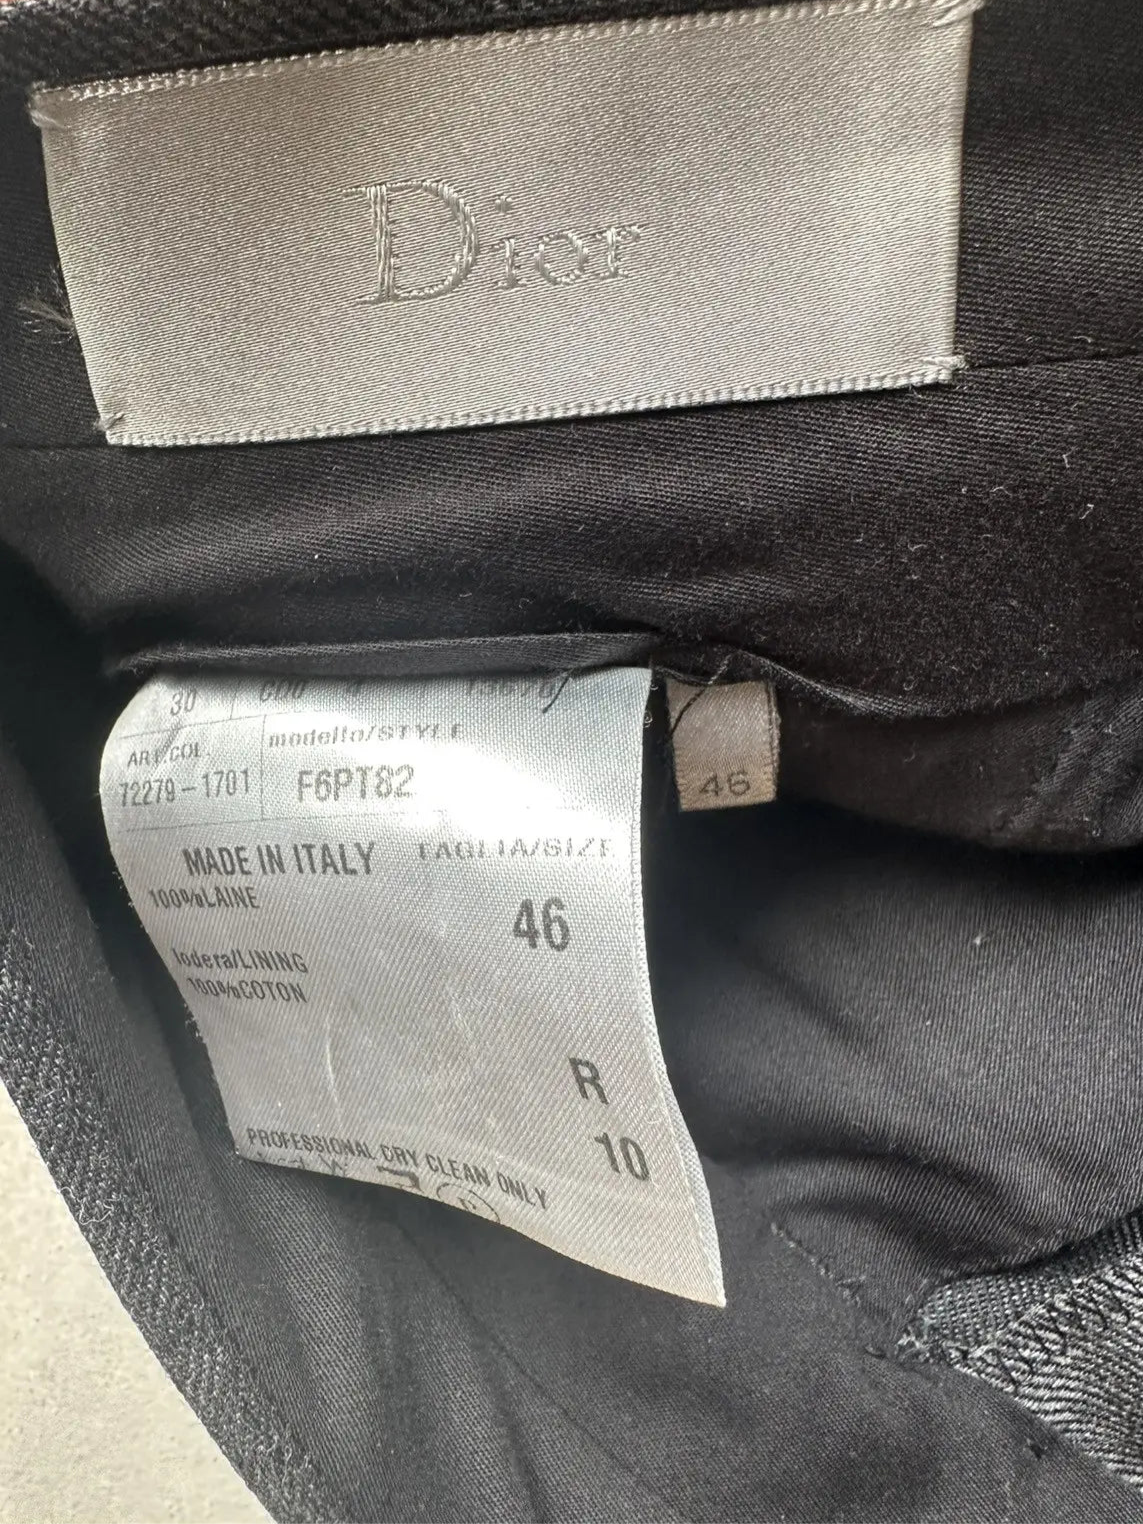 Dior
30
ART.COL
modello/STYLE
72279-1701
F6PT82
46
MADE IN ITALY
TAGLIA/SIZE
100%LAINE
46
fodera/LINING
100%COTON
R
10
PROFESSIONAL DRY CLEAN ONLY